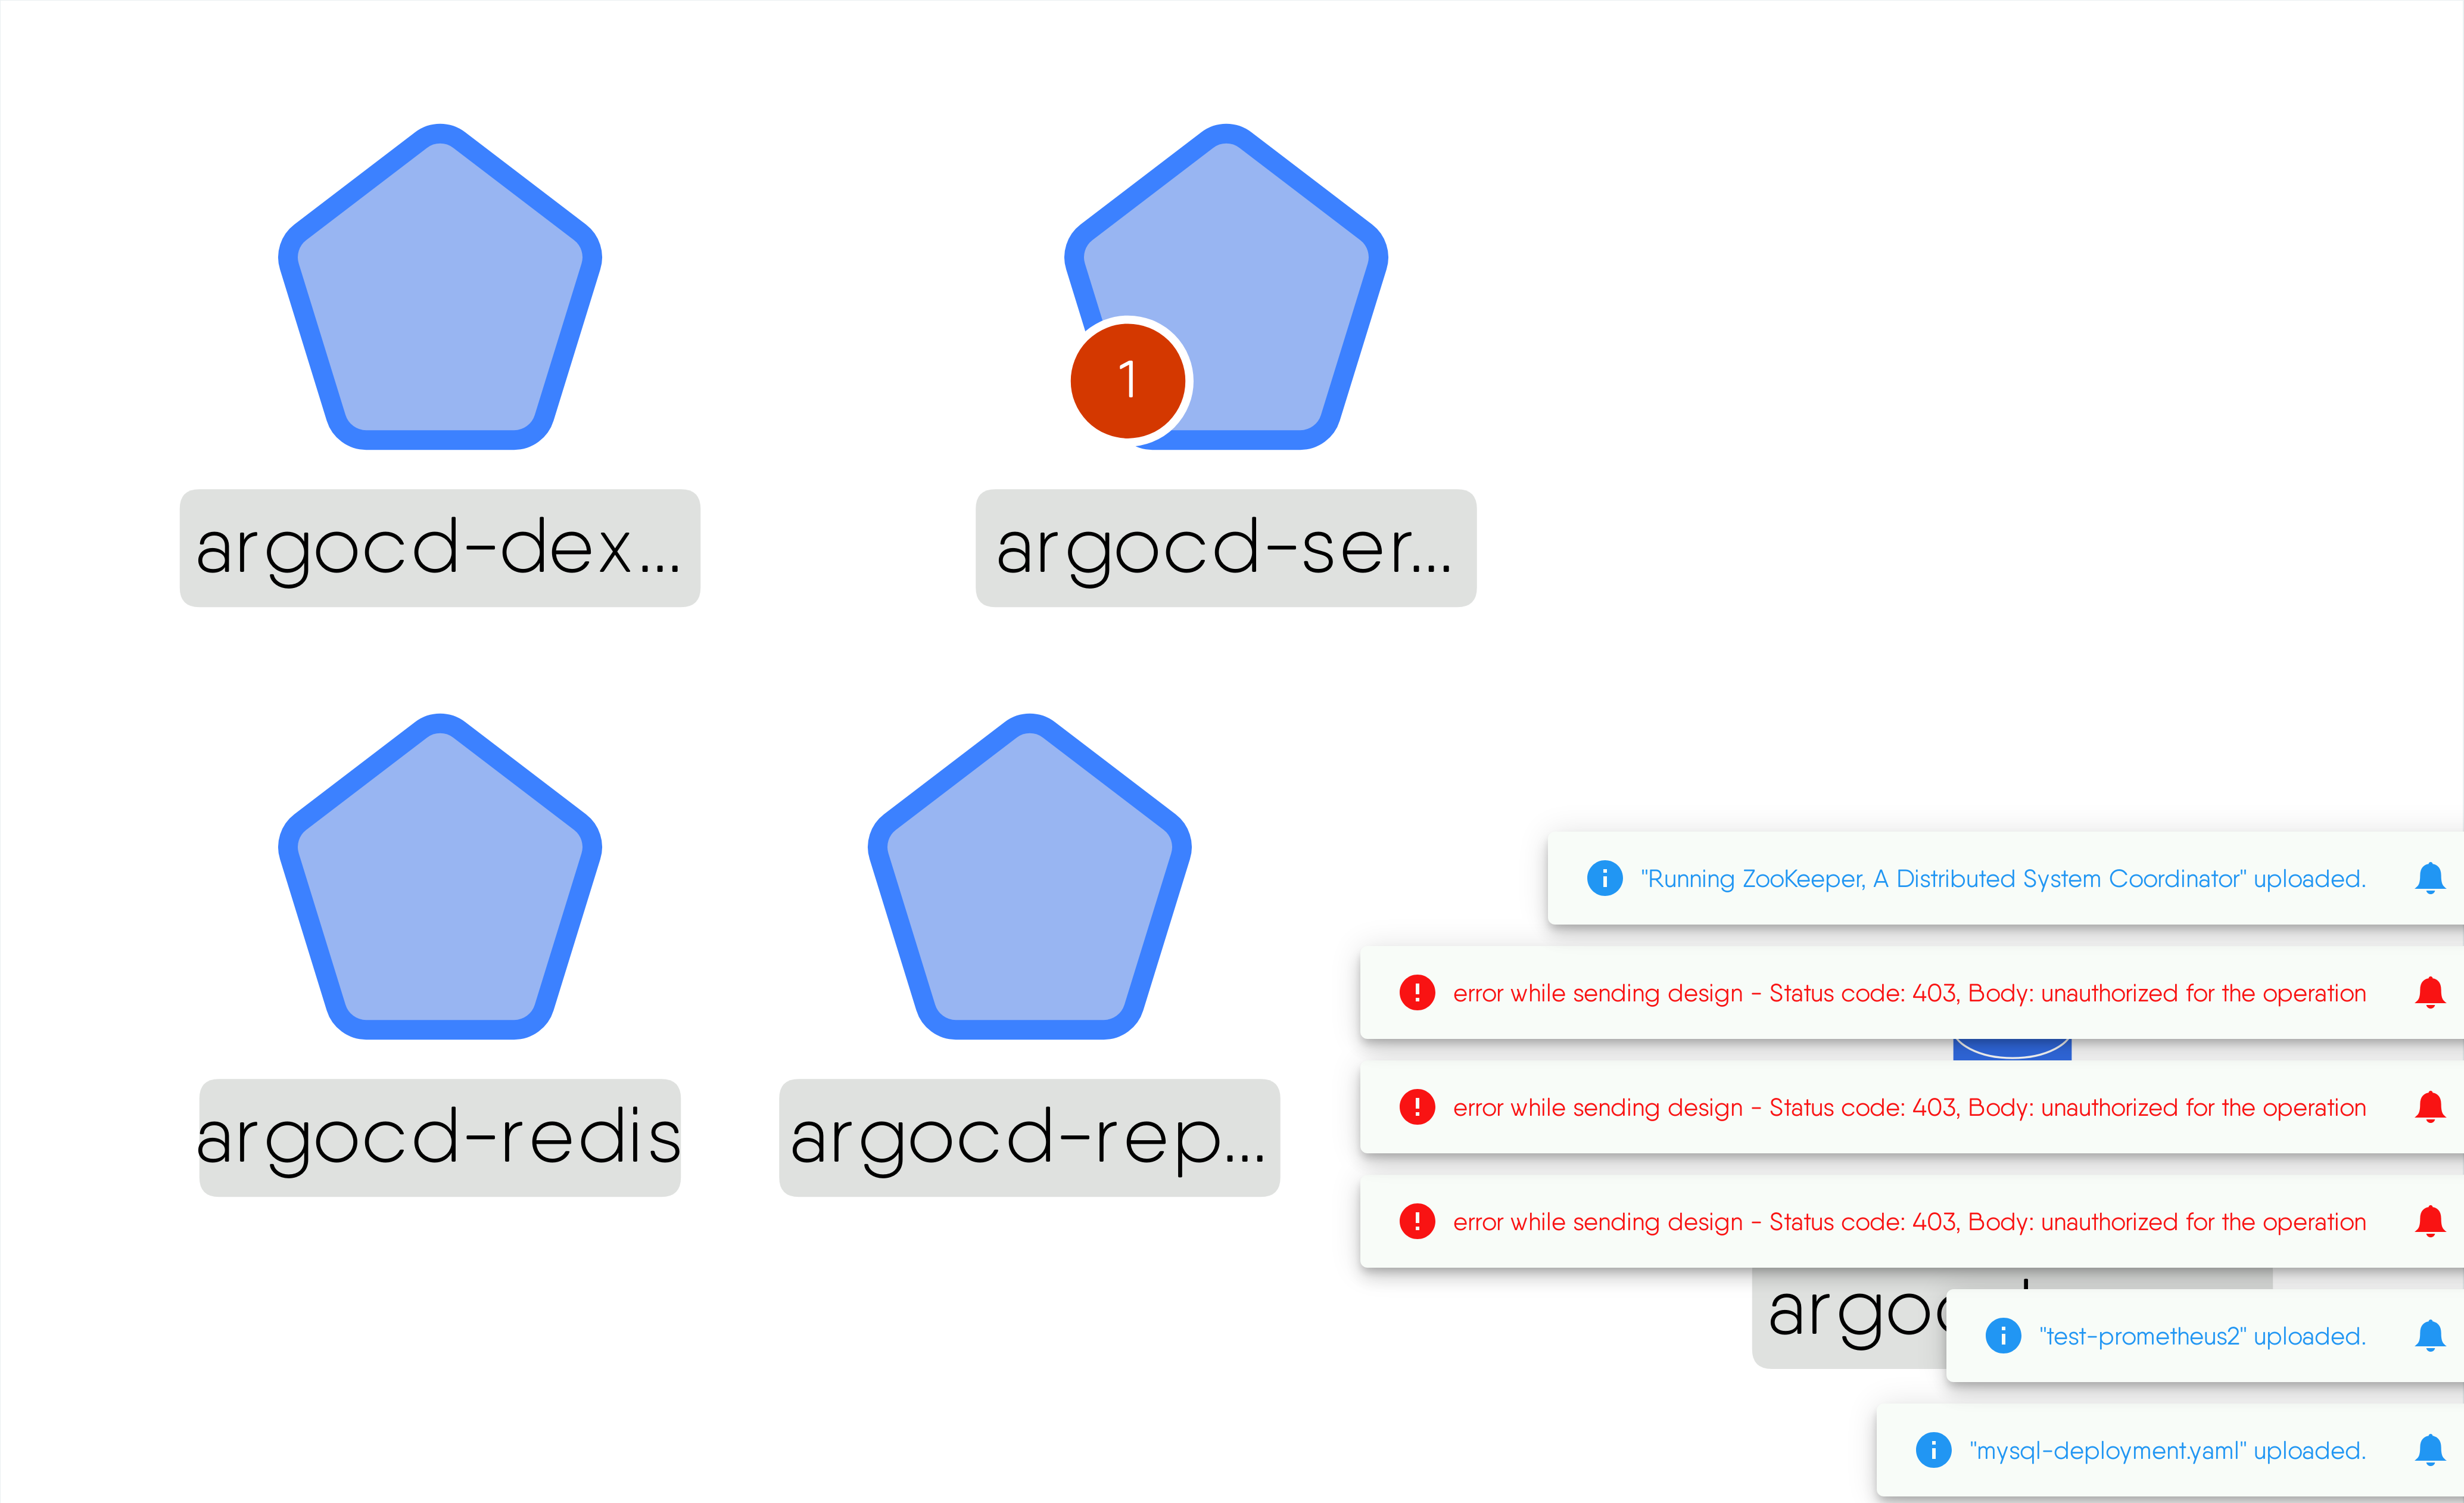 1
argocd-dex...
argocd-ser...
argocd-redis
argocd-rep...
"Running ZooKeeper, A Distributed System Coordinator" uploaded.
error while sending design - Status code: 403, Body: unauthorized for the operation
error while sending design - Status code: 403, Body: unauthorized for the operation
error while sending design - Status code: 403, Body: unauthorized for the operation
"test-prometheus2" uploaded.
"mysql-deployment.yaml" uploaded.